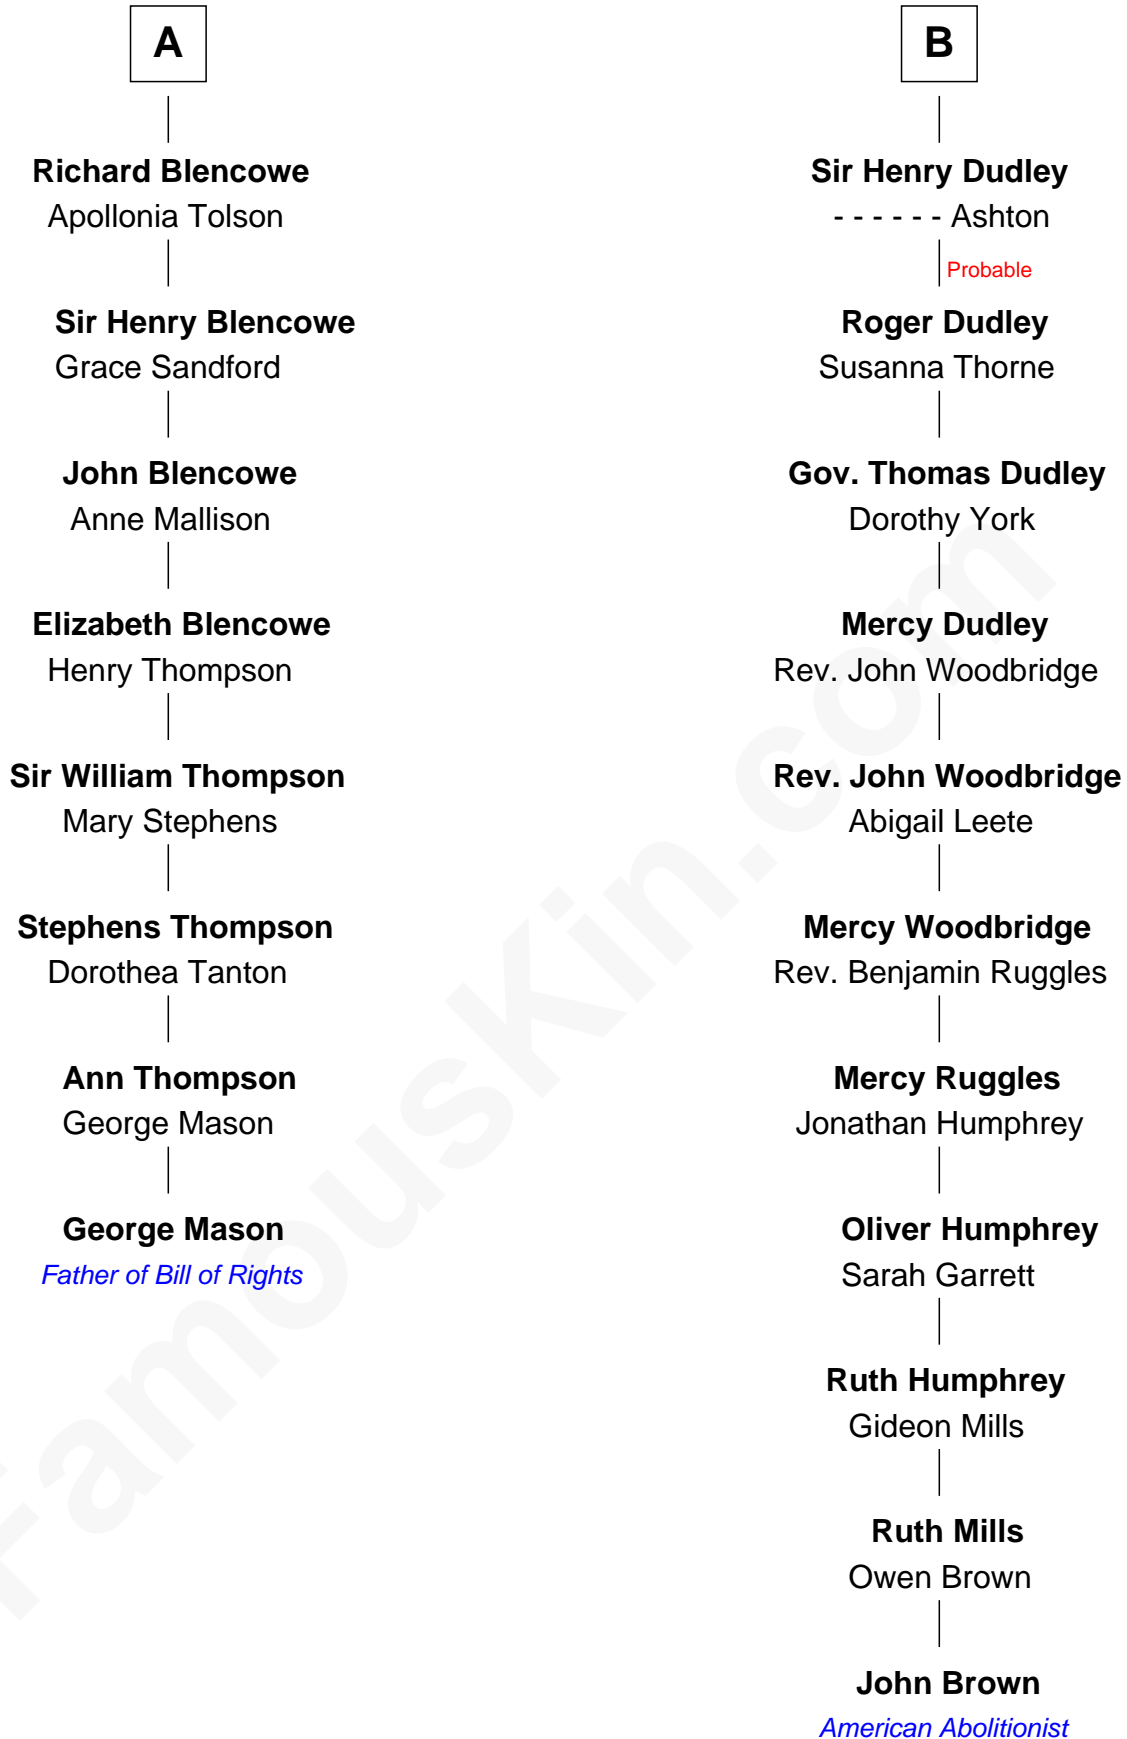 A
Richard Blencowe
Apollonia Tolson
Sir Henry Blencowe
Grace Sandford
John Blencowe
Anne Mallison
Elizabeth Blencowe
Henry Thompson
Sir William Thompson
Mary Stephens
Stephens Thompson
Dorothea Tanton
Ann Thompson
George Mason
George Mason
Father of Bill of Rights
B
Sir Henry Dudley
- - - - - - Ashton
Probable
Roger Dudley
Susanna Thorne
Gov. Thomas Dudley
Dorothy York
Mercy Dudley
Rev. John Woodbridge
Rev. John Woodbridge
Abigail Leete
Mercy Woodbridge
Rev. Benjamin Ruggles
Mercy Ruggles
Jonathan Humphrey
Oliver Humphrey
Sarah Garrett
Ruth Humphrey
Gideon Mills
Ruth Mills
Owen Brown
John Brown
American Abolitionist
FamousKin.com